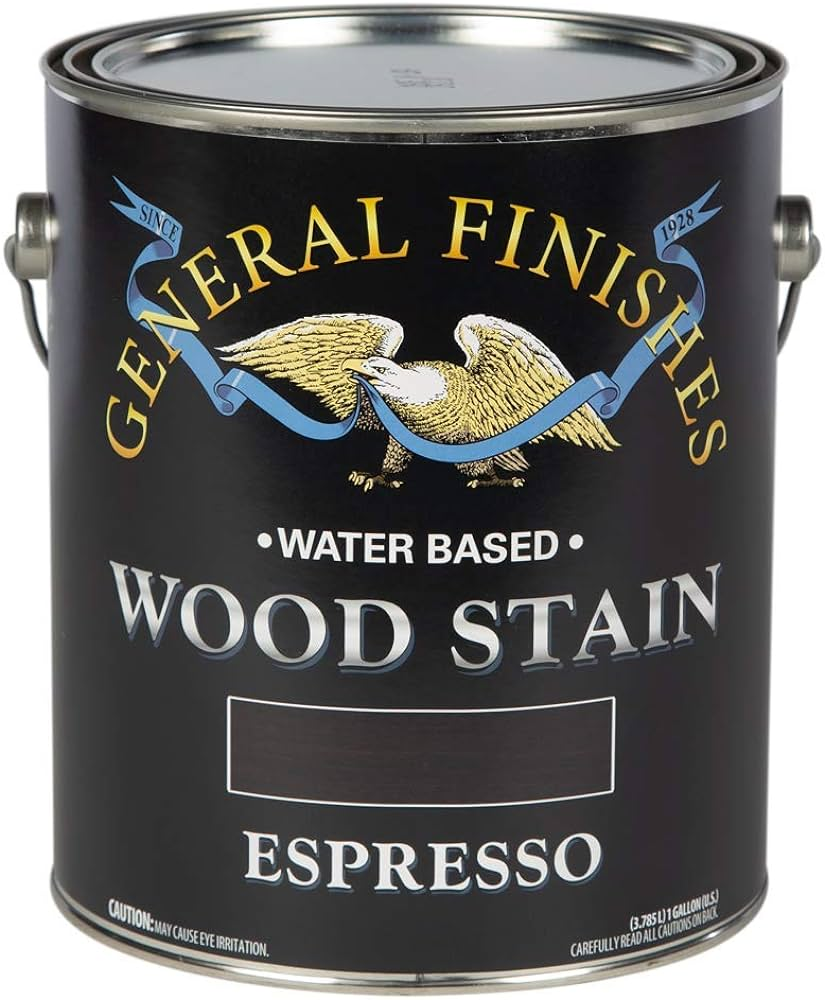 SINCE
1928
GENERAL FINISHES
• WATER BASED •
WOOD STAIN
ESPRESSO
CAUTION: MAY CAUSE EYE IRRITATION.
(3.785 L) 1 GALLON (U.S.)
CAREFULLY READ ALL CAUTIONS ON BACK.